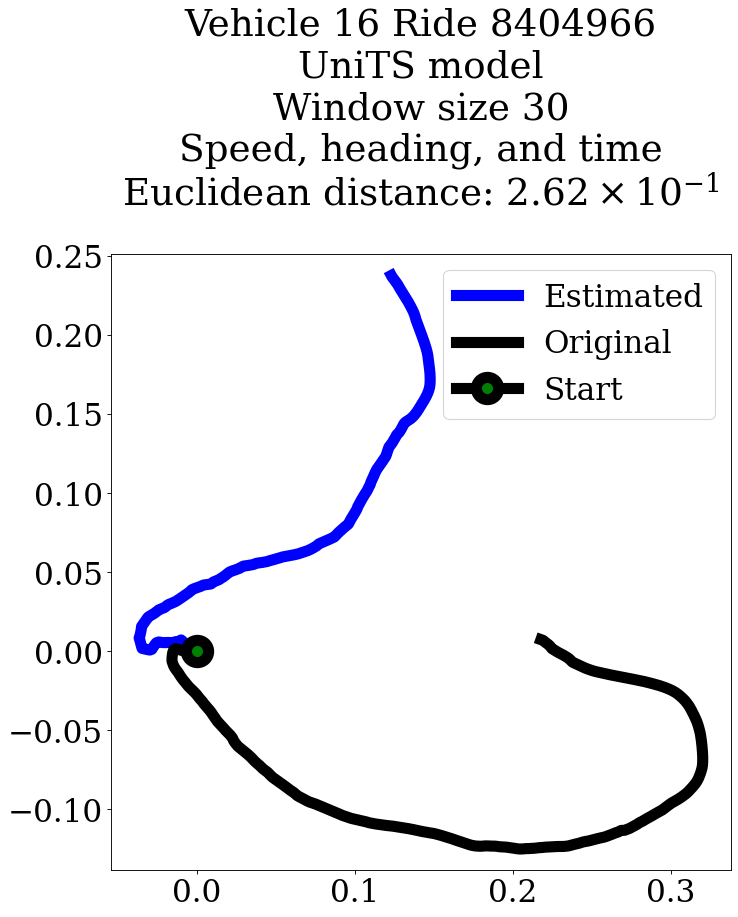 Vehicle 16 Ride 8404966
UniTS model
Window size 30
Speed, heading, and time
Euclidean distance: 2.62 × 10⁻¹
0.25
0.20
0.15
0.10
0.05
0.00
−0.05
−0.10
Estimated
Original
Start
0.0 0.1 0.2 0.3